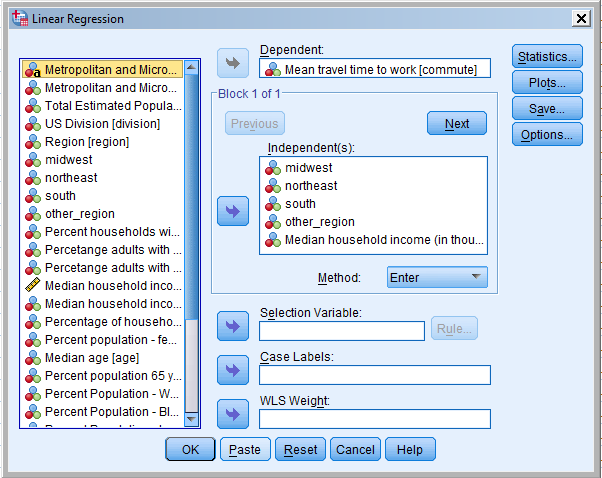 Linear Regression
Metropolitan and Micro...
Metropolitan and Micro...
Total Estimated Popula...
US Division [division]
Region [region]
midwest
northeast
south
other_region
Percent households wi...
Percetange adults with ...
Percetange adults with ...
Median household inco...
Median household inco...
Percentage of househo...
Percent population - fe...
Median age [age]
Percent population 65 y...
Percent Population - W...
Percent Population - Bl...
Dependent:
Mean travel time to work [commute]
Block 1 of 1
Previous
Next
Independent(s):
midwest
northeast
south
other_region
Median household income (in thou...
Method:
Enter
Selection Variable:
Rule...
Case Labels:
WLS Weight:
Statistics...
Plots...
Save...
Options...
OK
Paste
Reset
Cancel
Help